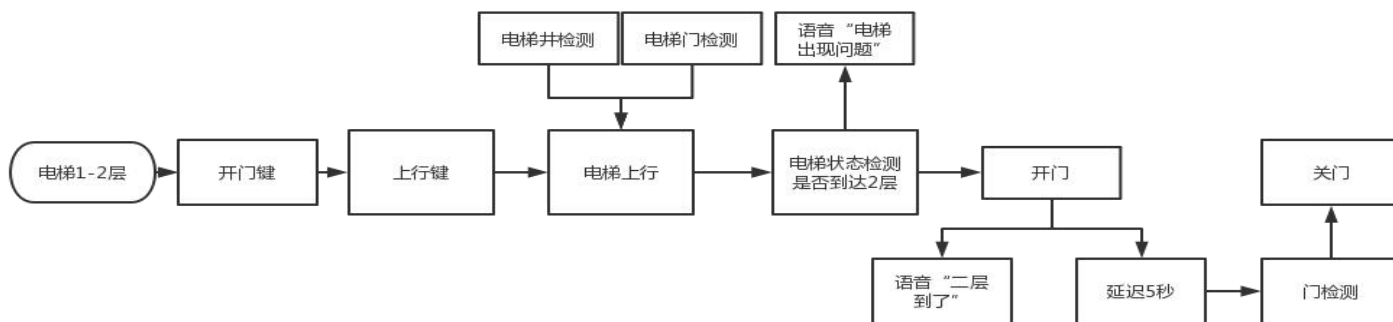 电梯井检测
电梯门检测
语音“电梯
出现问题”
电梯1-2层
开门键
上行键
电梯上行
电梯状态检测
是否到达2层
开门
关门
语音“二层
到了”
延迟5秒
门检测